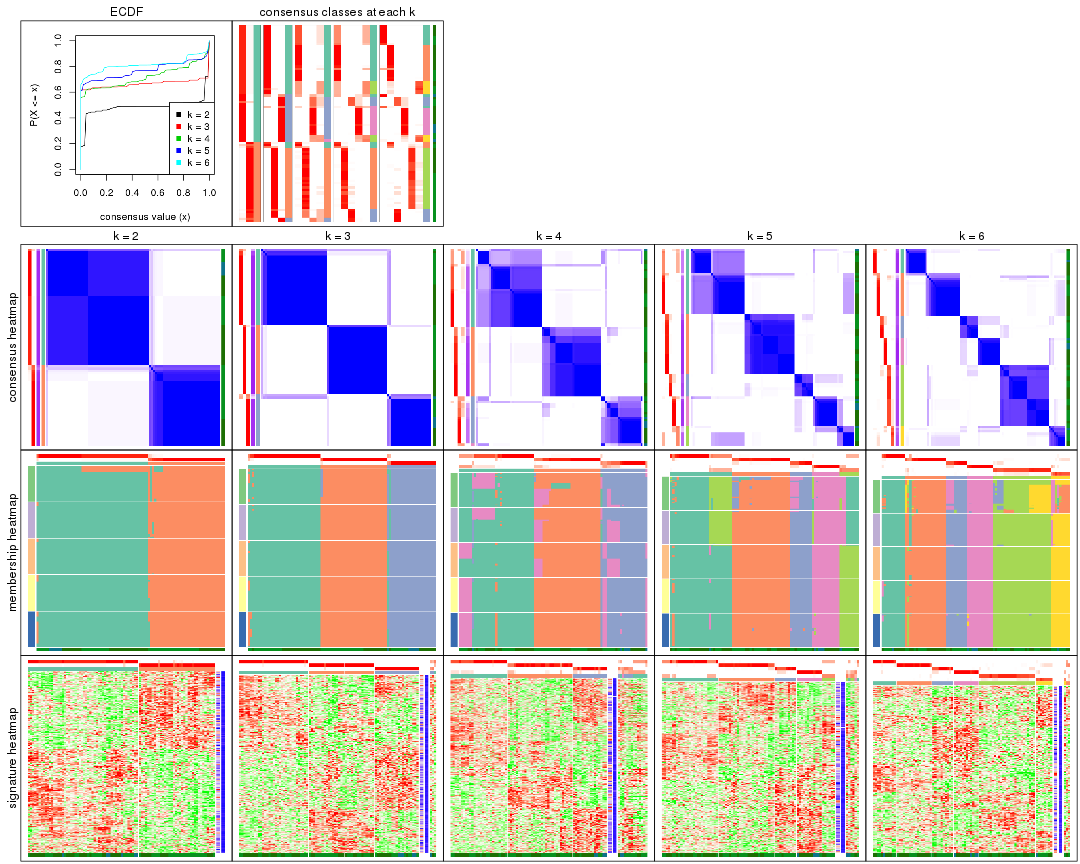 ECDF
consensus classes at each k
P(X <= x)
1.0
0.8
0.6
0.4
0.2
0.0
k = 2
k = 3
k = 4
k = 5
k = 6
0.0 0.2 0.4 0.6 0.8 1.0
consensus value (x)
k = 2
k = 3
k = 4
k = 5
k = 6
consensus heatmap
membership heatmap
signature heatmap